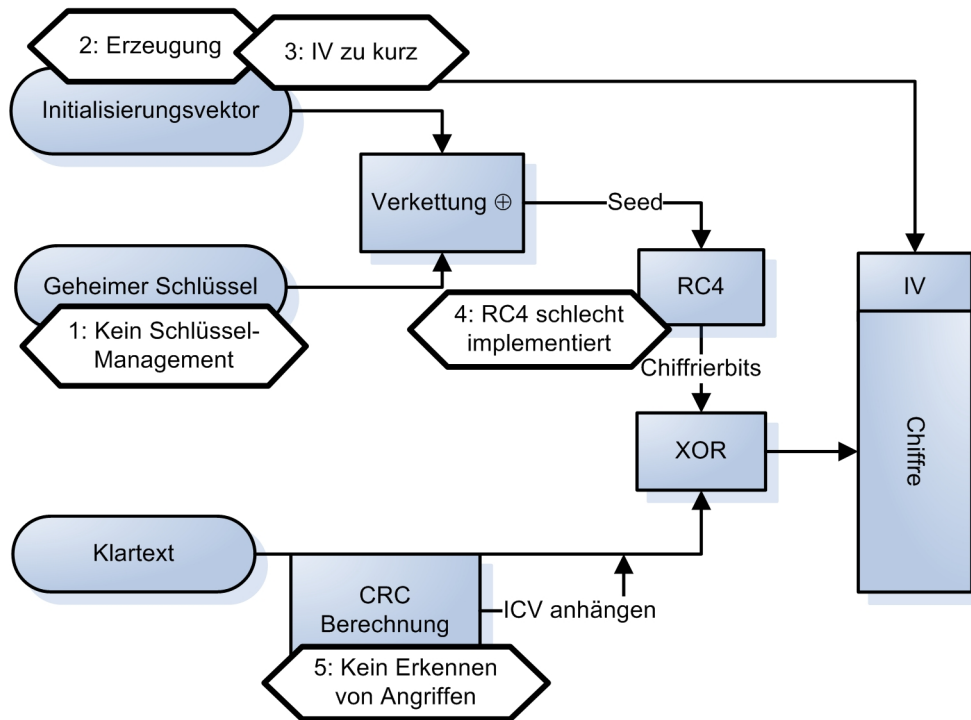 2: Erzeugung
3: IV zu kurz
Initialisierungsvektor
Verkettung ⊕
Seed
Geheimer Schlüssel
1: Kein Schlüssel-
Management
RC4
4: RC4 schlecht
implementiert
Chiffrierbits
IV
Chiffre
XOR
Klartext
CRC
Berechnung
ICV anhängen
5: Kein Erkennen
von Angriffen